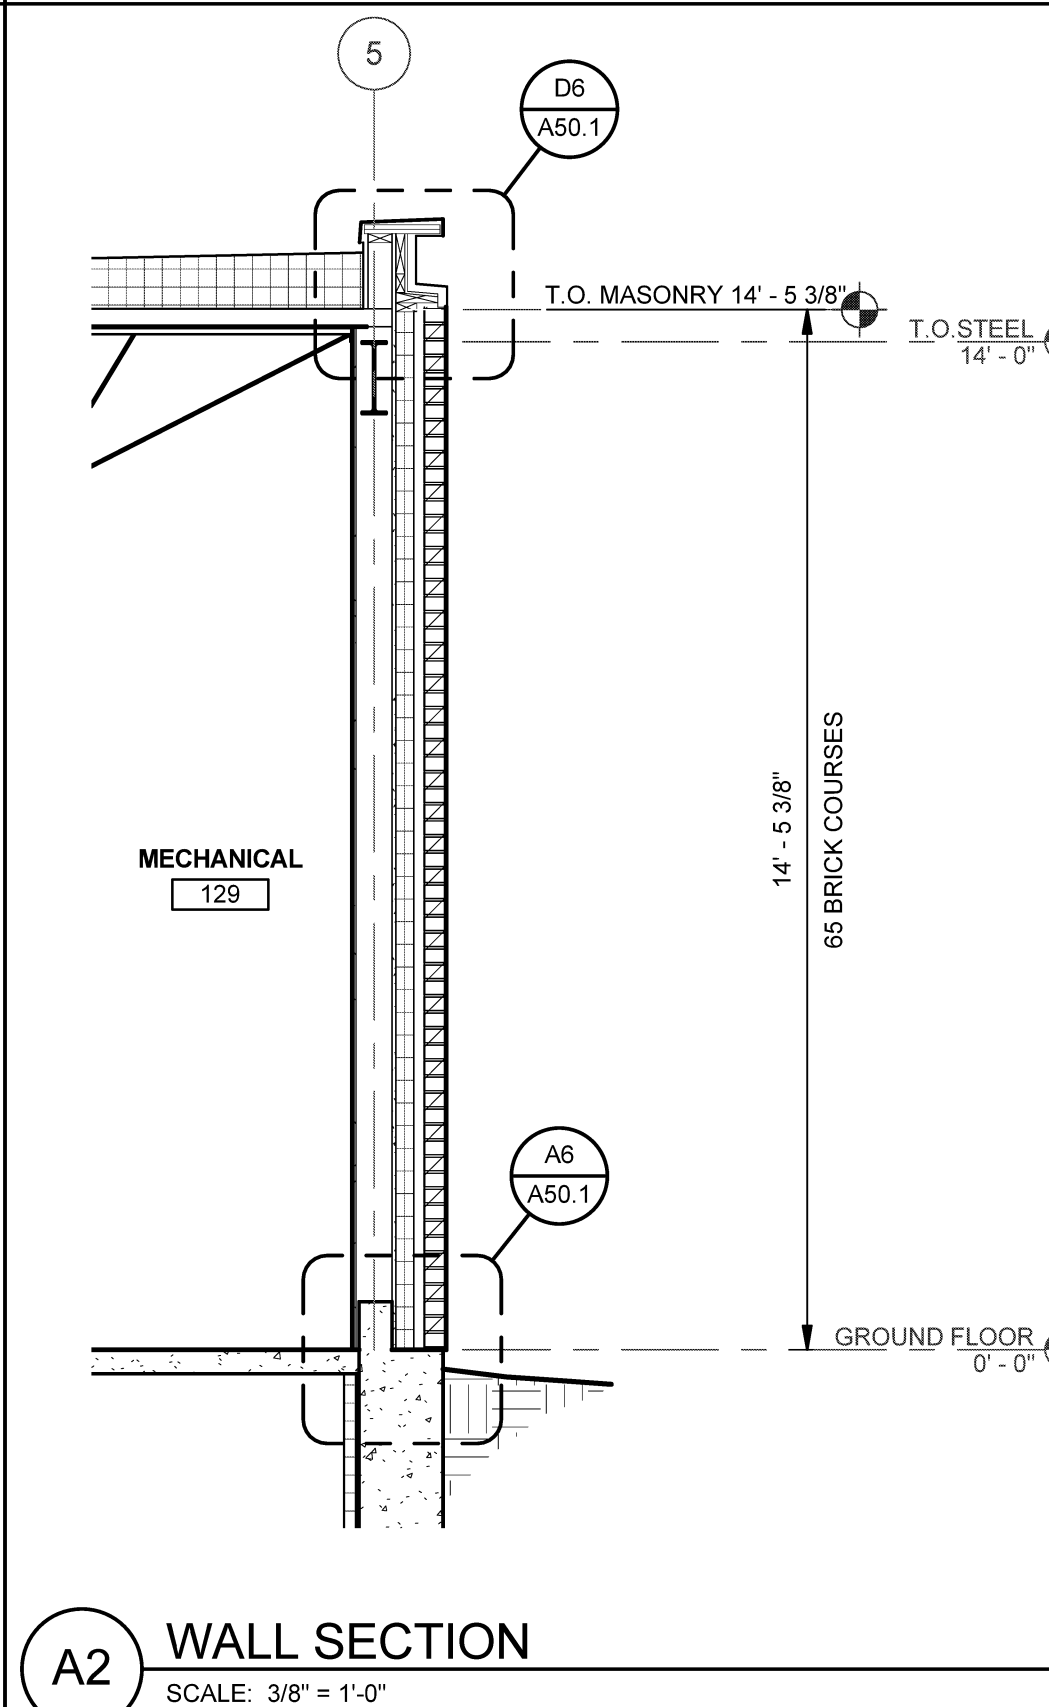 5
D6
A50.1
T.O. MASONRY 14' - 5 3/8"
T.O.STEEL
14' - 0"
14' - 5 3/8"
65 BRICK COURSES
MECHANICAL
129
A6
A50.1
GROUND FLOOR
0' - 0"
A2
WALL SECTION
SCALE: 3/8" = 1'-0"